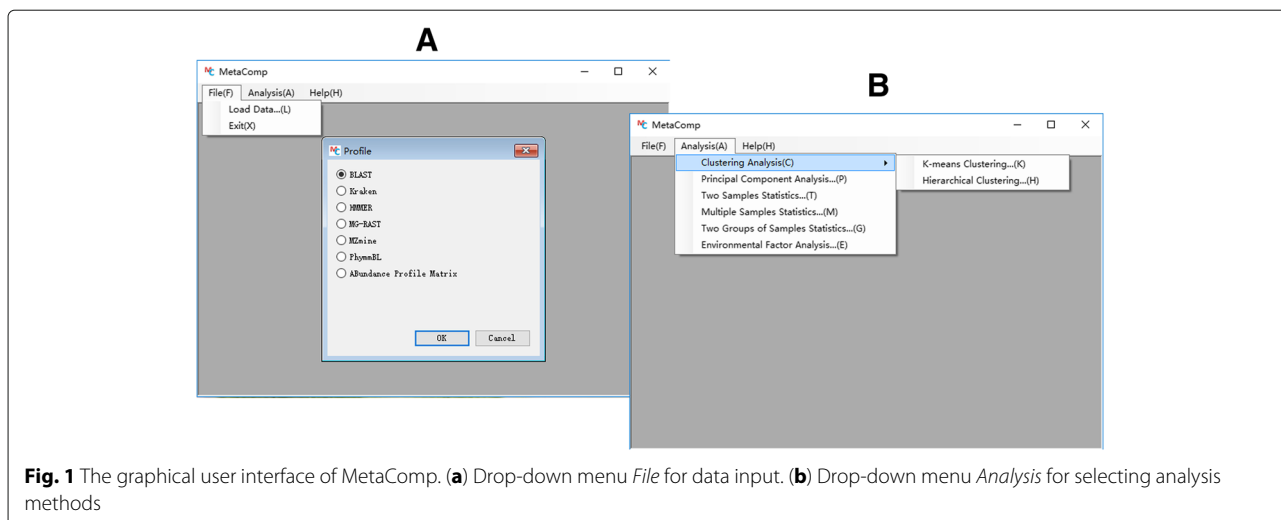 A
MetaComp
File(F) Analysis(A) Help(H)
Load Data...(L)
Exit(X)
Profile
BLAST
Kraken
HMMER
MG-RAST
MZmine
PhymmBL
ABundance Profile Matrix
OK Cancel
B
MetaComp
File(F) Analysis(A) Help(H)
Clustering Analysis(C)
K-means Clustering...(K)
Hierarchical Clustering...(H)
Principal Component Analysis...(P)
Two Samples Statistics...(T)
Multiple Samples Statistics...(M)
Two Groups of Samples Statistics...(G)
Environmental Factor Analysis...(E)
Fig. 1 The graphical user interface of MetaComp. (a) Drop-down menu File for data input. (b) Drop-down menu Analysis for selecting analysis
methods